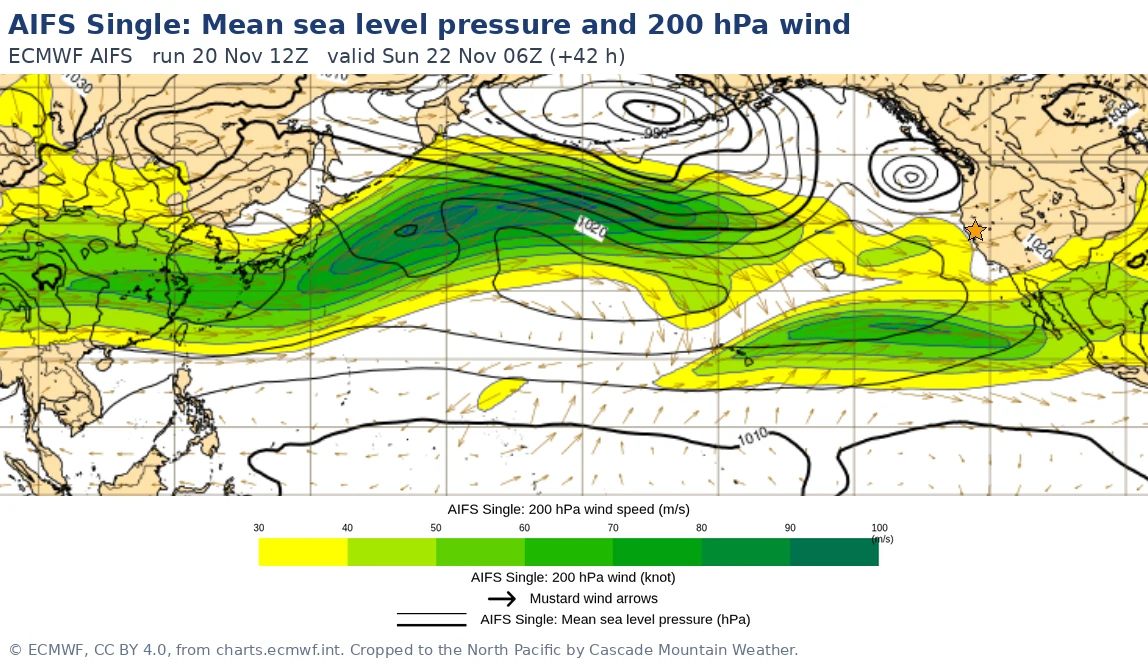 AIFS Single: Mean sea level pressure and 200 hPa wind
ECMWF AIFS run 20 Nov 12Z valid Sun 22 Nov 06Z (+42 h)
1030
1010
995
1020
1020
1010
AIFS Single: 200 hPa wind speed (m/s)
30 40 50 60 70 80 90 100
(m/s)
AIFS Single: 200 hPa wind (knot)
Mustard wind arrows
AIFS Single: Mean sea level pressure (hPa)
© ECMWF, CC BY 4.0, from charts.ecmwf.int. Cropped to the North Pacific by Cascade Mountain Weather.